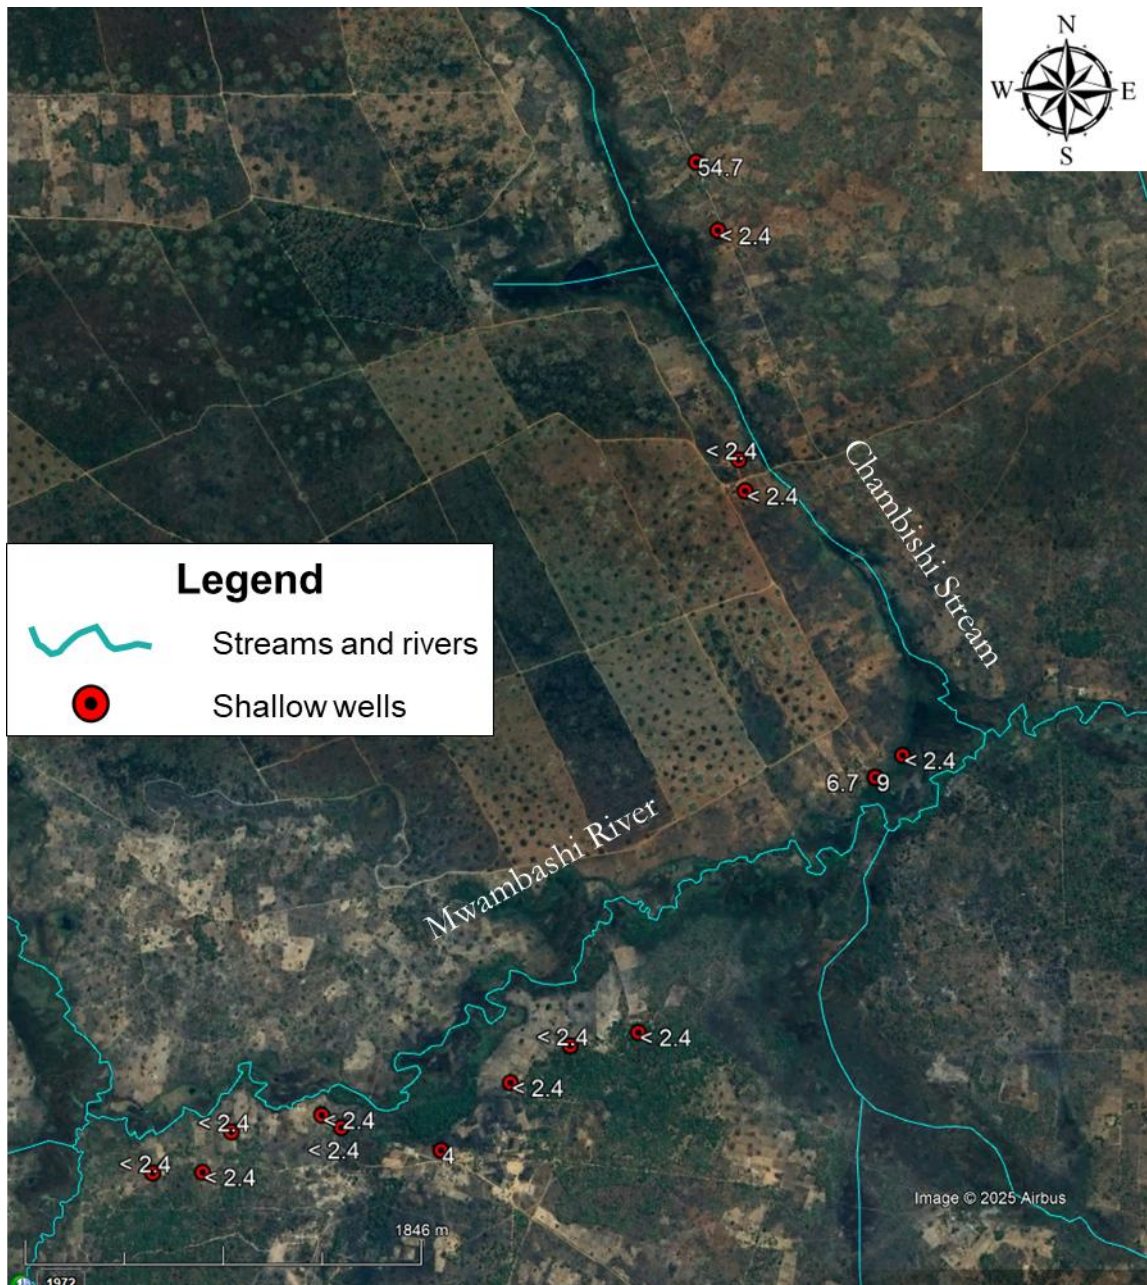 N
W E
S
54.7
< 2.4
< 2.4
< 2.4
Chambishi Stream
Legend
Streams and rivers
Shallow wells
< 2.4
6.7 9
Mwambashi River
< 2.4
< 2.4
< 2.4
< 2.4
< 2.4
< 2.4
4
< 2.4
< 2.4
Image © 2025 Airbus
1846 m
1972